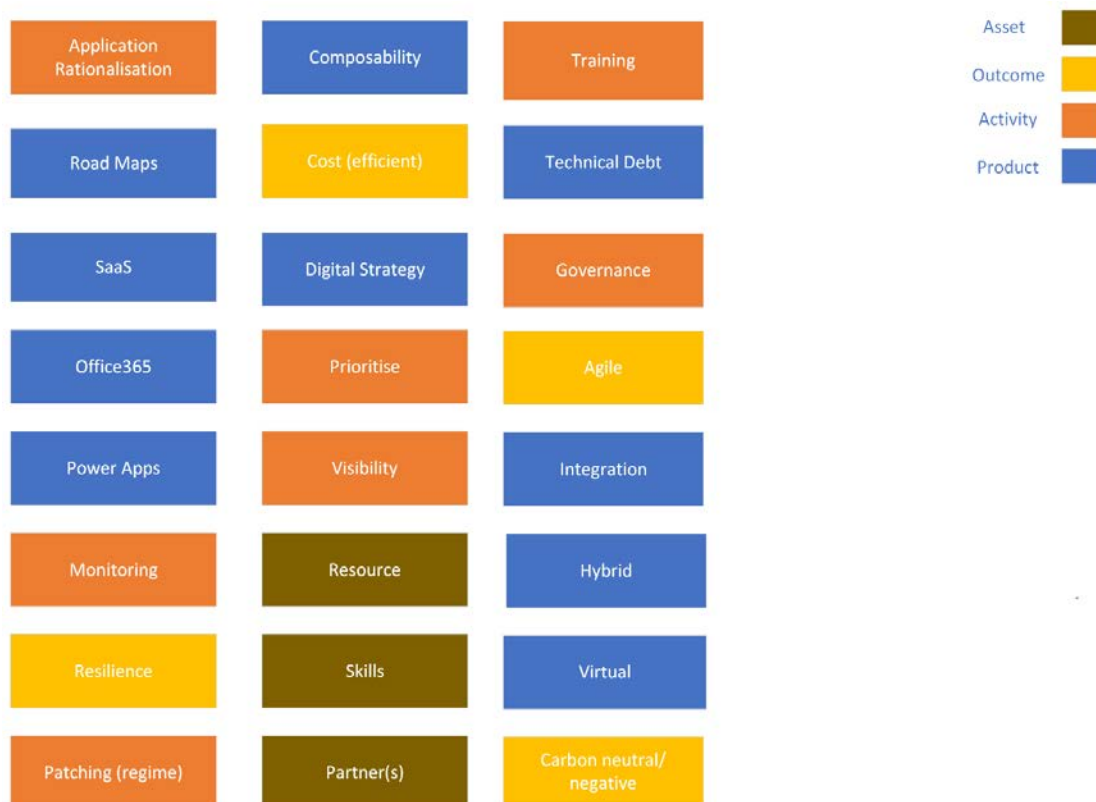 Application
Rationalisation
Composability
Training
Asset
Outcome
Activity
Product
Road Maps
Cost (efficient)
Technical Debt
SaaS
Digital Strategy
Governance
Office365
Prioritise
Agile
Power Apps
Visibility
Integration
Monitoring
Resource
Hybrid
Resilience
Skills
Virtual
Patching (regime)
Partner(s)
Carbon neutral/
negative